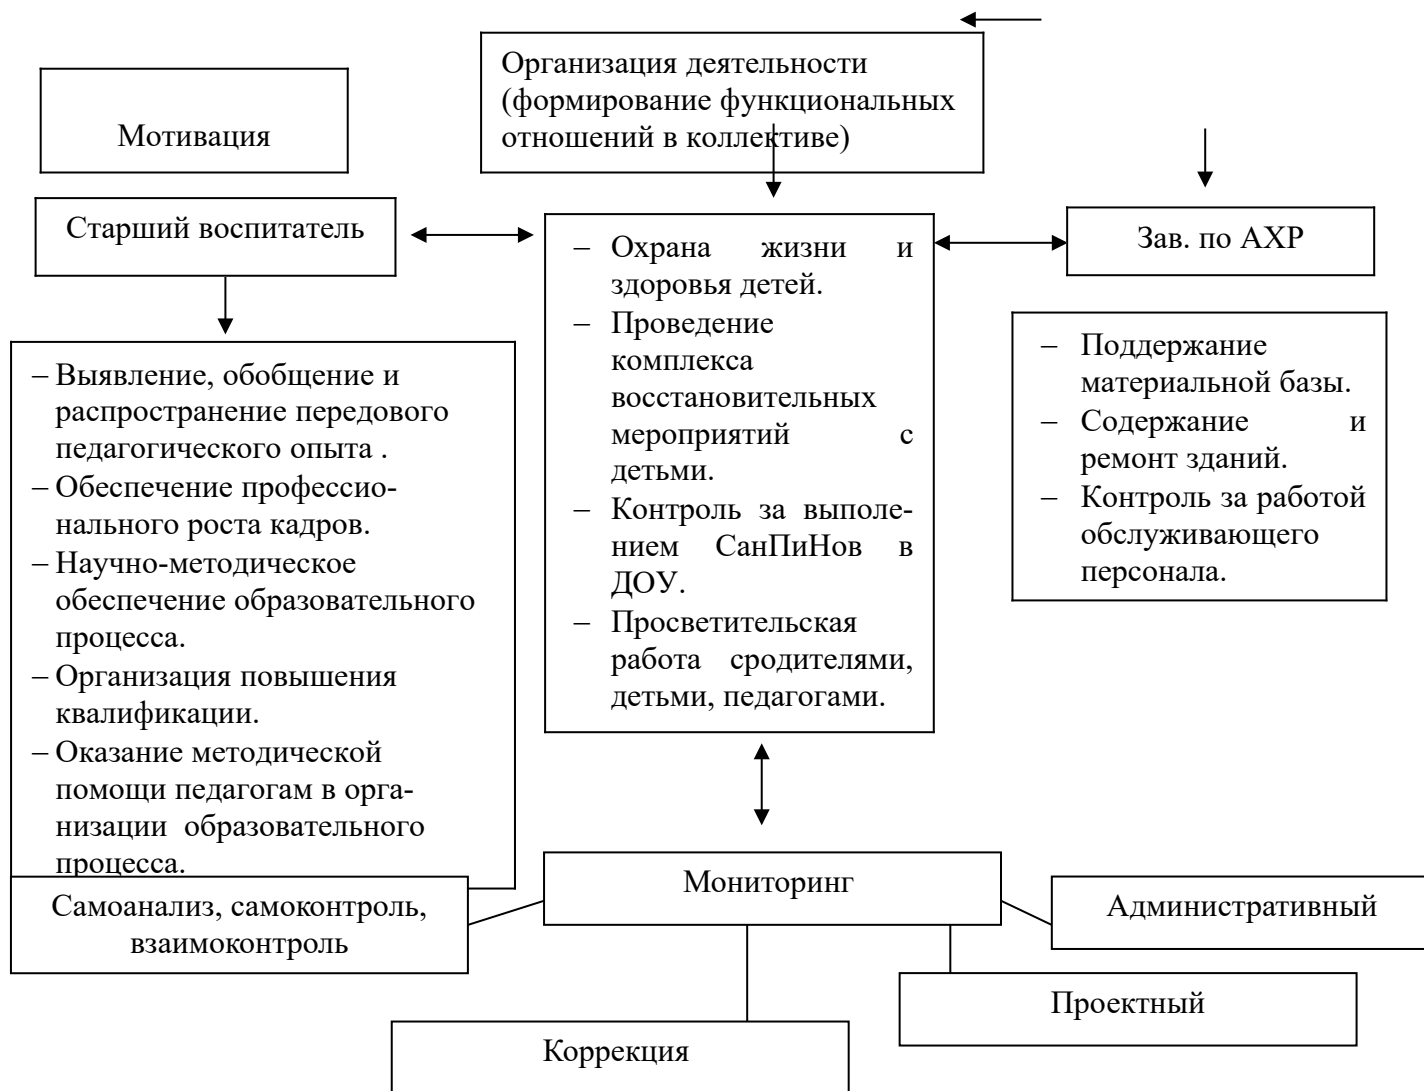 Организация деятельности
(формирование функциональных
отношений в коллективе)
Мотивация
Старший воспитатель
– Охрана жизни и
здоровья детей.
– Проведение
комплекса
восстановительных
мероприятий с
детьми.
– Контроль за выполе-
нием СанПиНов в
ДОУ.
– Просветительская
работа сродителями,
детьми, педагогами.
Зав. по АХР
– Поддержание
материальной базы.
– Содержание и
ремонт зданий.
– Контроль за работой
обслуживающего
персонала.
– Выявление, обобщение и
распространение передового
педагогического опыта .
– Обеспечение профессио-
нального роста кадров.
– Научно-методическое
обеспечение образовательного
процесса.
– Организация повышения
квалификации.
– Оказание методической
помощи педагогам в орга-
низации образовательного
процесса.
Самоанализ, самоконтроль,
взаимоконтроль
Мониторинг
Административный
Проектный
Коррекция